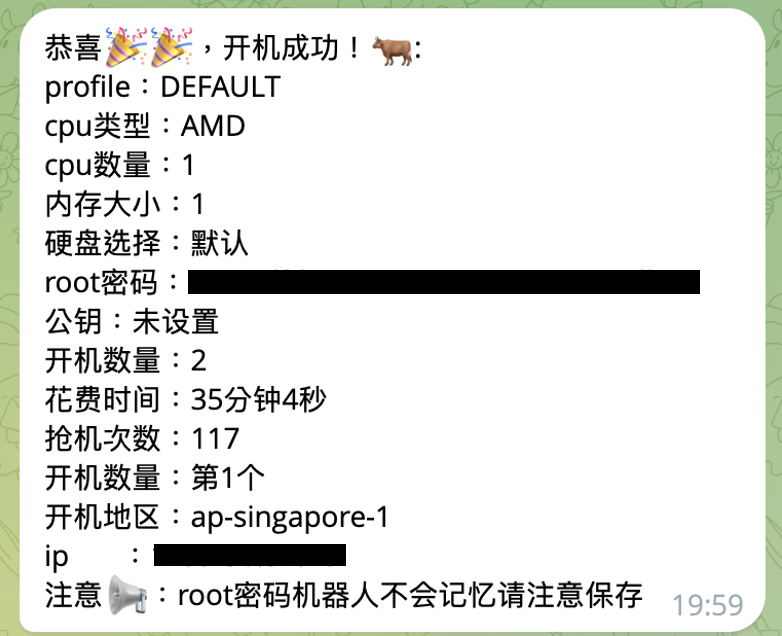 恭喜🎉🎉，开机成功！🐂:
profile：DEFAULT
cpu类型：AMD
cpu数量：1
内存大小：1
硬盘选择：默认
root密码：
公钥：未设置
开机数量：2
花费时间：35分钟4秒
抢机次数：117
开机数量：第1个
开机地区：ap-singapore-1
ip ：
注意📢：root密码机器人不会记忆请注意保存
19:59